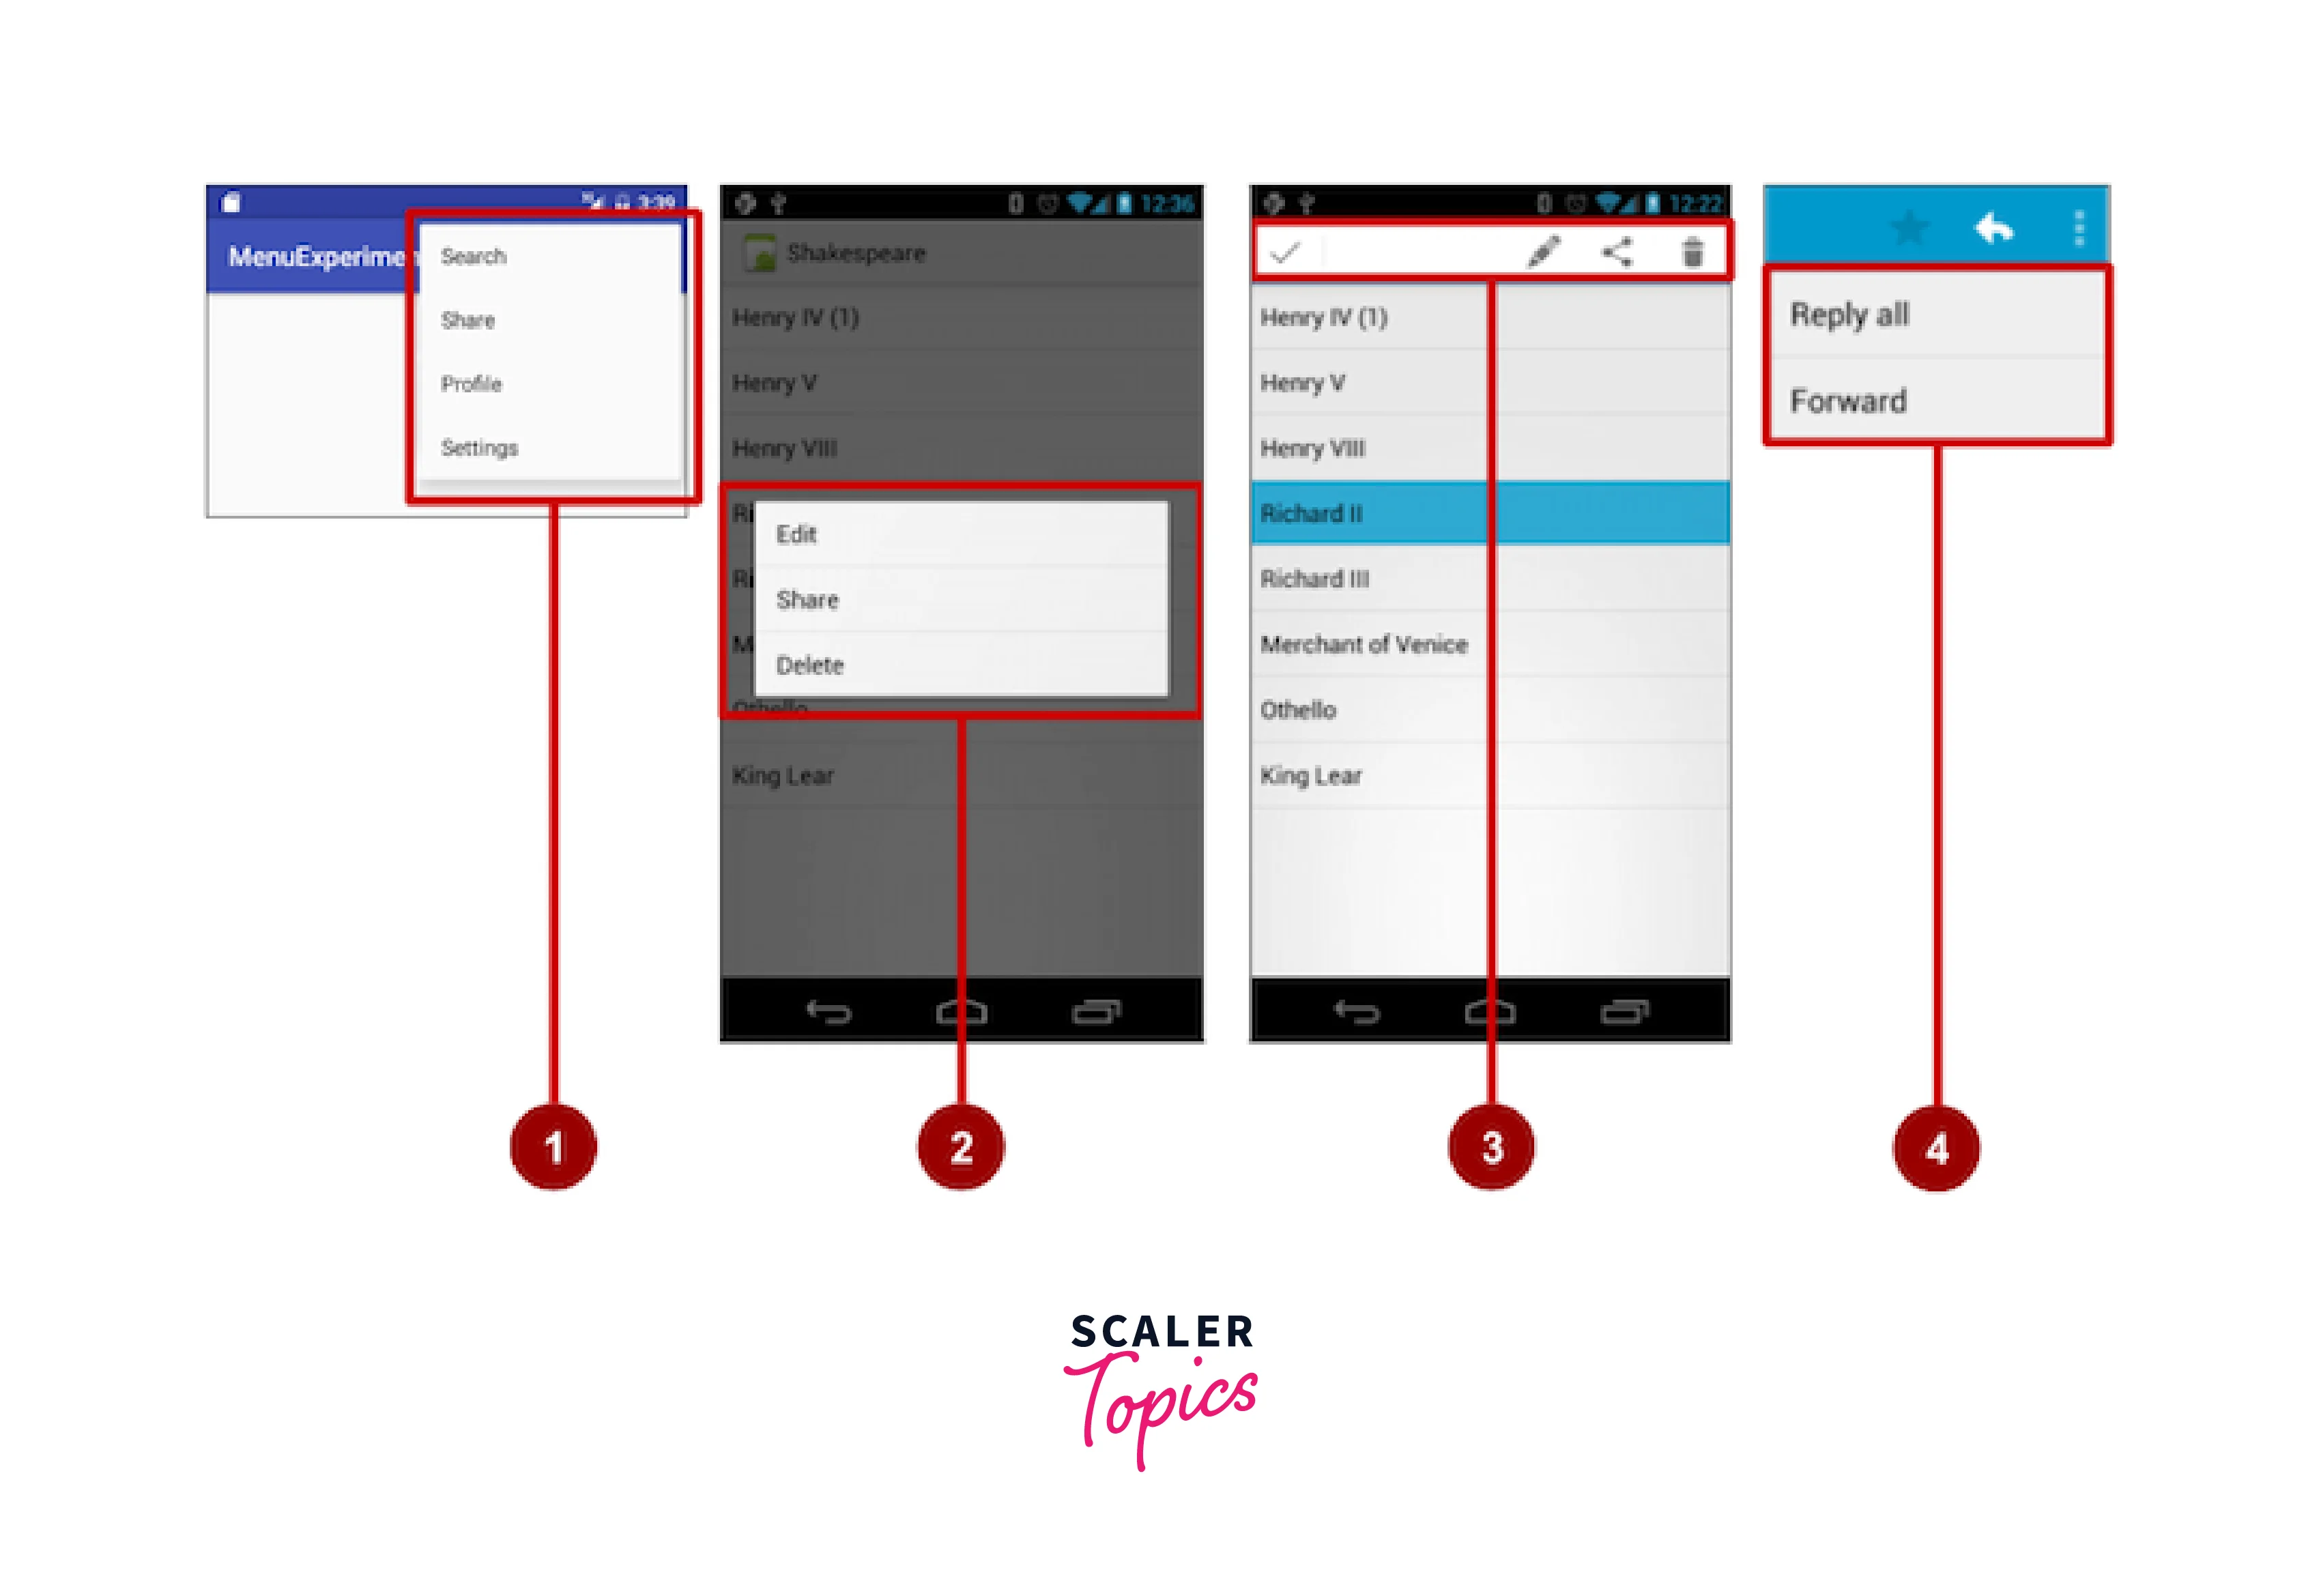 3:39
MenuExperimen
Search
Share
Profile
Settings
12:36
Shakespeare
Henry IV (1)
Henry V
Henry VIII
Ri
Edit
Ri
Share
M
Delete
Othello
King Lear
12:22
Henry IV (1)
Henry V
Henry VIII
Richard II
Richard III
Merchant of Venice
Othello
King Lear
Reply all
Forward
1
2
3
4
SCALER
Topics